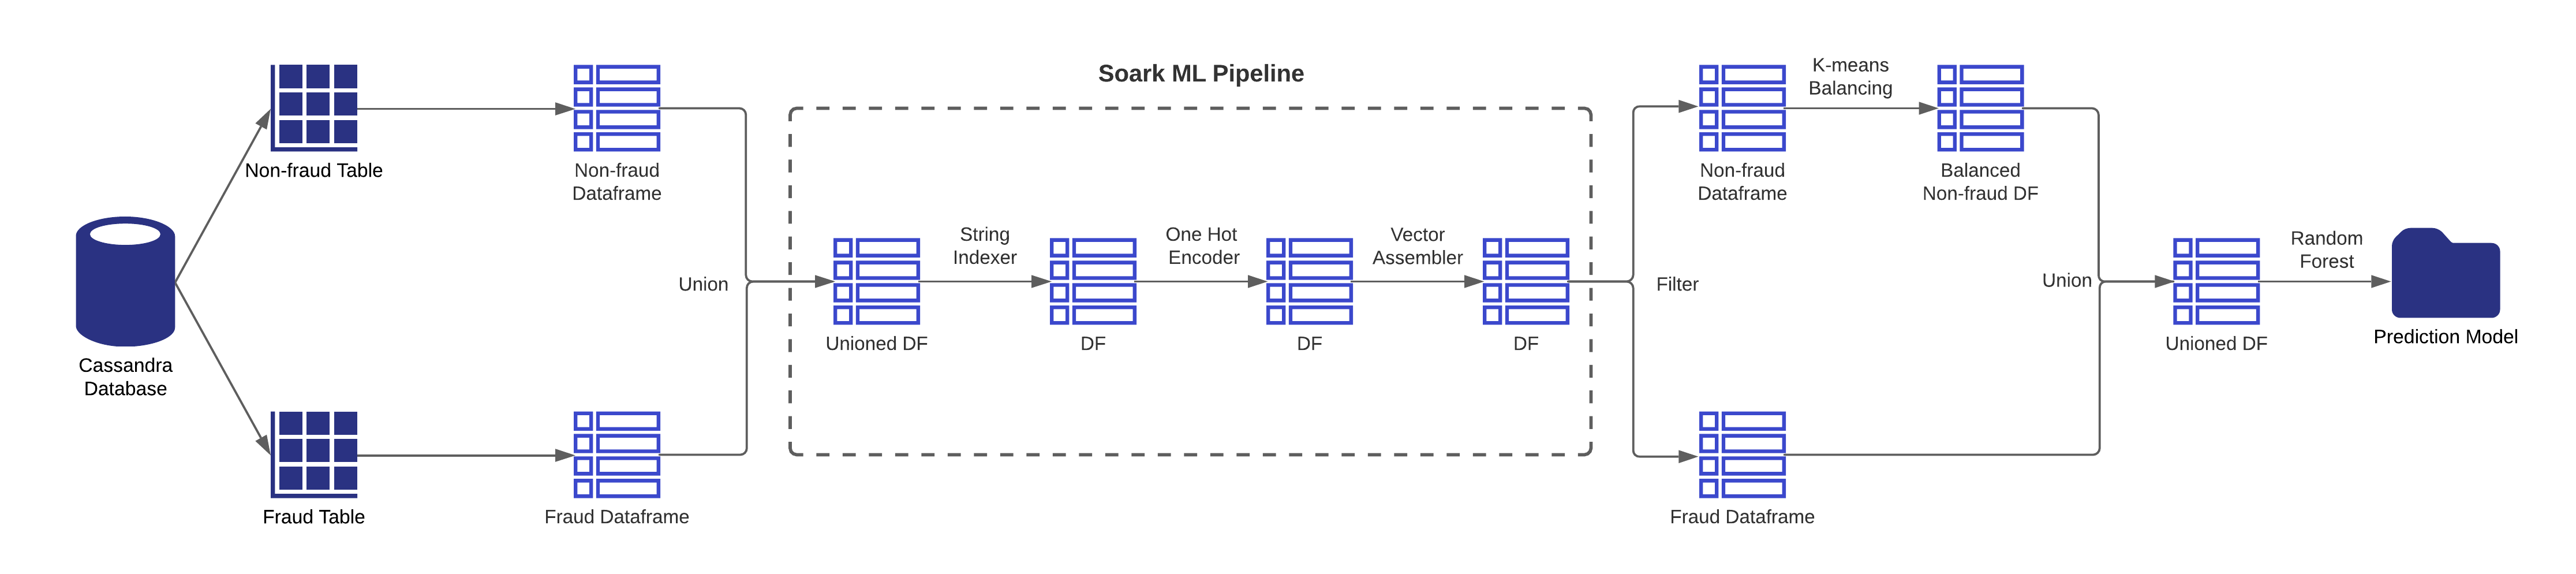 Soark ML Pipeline
Cassandra
Database
Non-fraud Table
Fraud Table
Non-fraud
Dataframe
Fraud Dataframe
Union
Unioned DF
String
Indexer
DF
One Hot
Encoder
DF
Vector
Assembler
DF
Filter
Non-fraud
Dataframe
K-means
Balancing
Balanced
Non-fraud DF
Fraud Dataframe
Union
Unioned DF
Random
Forest
Prediction Model